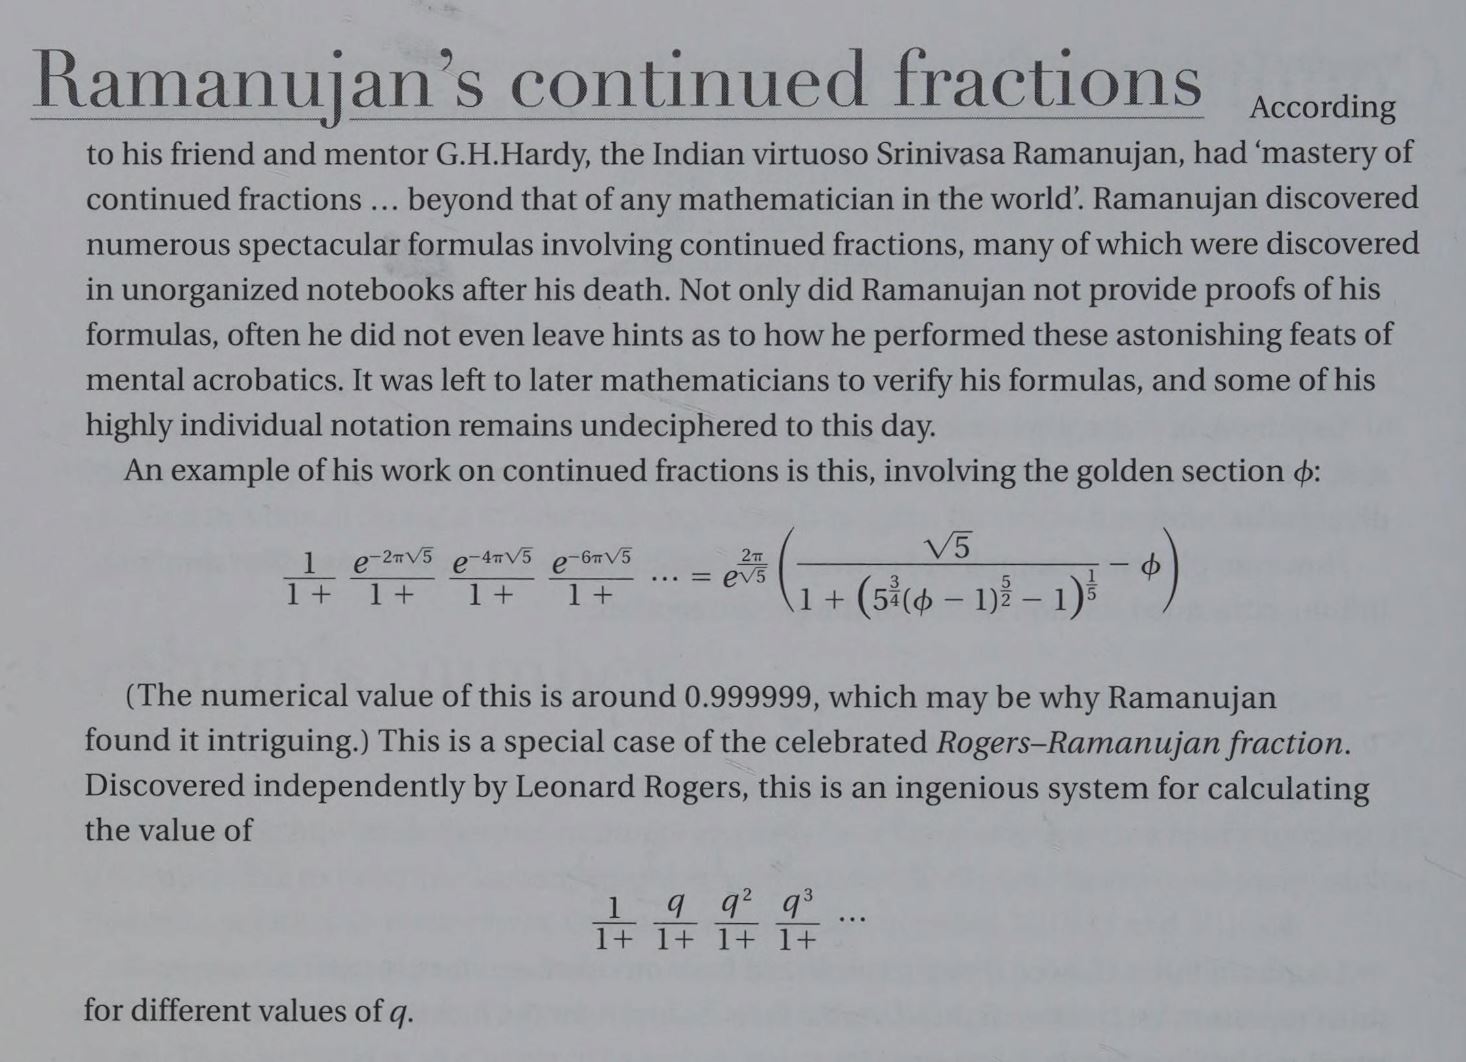 Ramanujan's continued fractions According
to his friend and mentor G.H.Hardy, the Indian virtuoso Srinivasa Ramanujan, had ‘mastery of
continued fractions ... beyond that of any mathematician in the world’. Ramanujan discovered
numerous spectacular formulas involving continued fractions, many of which were discovered
in unorganized notebooks after his death. Not only did Ramanujan not provide proofs of his
formulas, often he did not even leave hints as to how he performed these astonishing feats of
mental acrobatics. It was left to later mathematicians to verify his formulas, and some of his
highly individual notation remains undeciphered to this day.
An example of his work on continued fractions is this, involving the golden section ϕ:
\frac{1}{1+} \frac{e^{-2\pi\sqrt{5}}}{1+} \frac{e^{-4\pi\sqrt{5}}}{1+} \frac{e^{-6\pi\sqrt{5}}}{1+} \cdots = e^{\frac{2\pi}{\sqrt{5}}} \left( \frac{\sqrt{5}}{1 + \left(5^{\frac{3}{4}}(\phi - 1)^{\frac{5}{2}} - 1\right)^{\frac{1}{5}}} - \phi \right)
(The numerical value of this is around 0.999999, which may be why Ramanujan
found it intriguing.) This is a special case of the celebrated Rogers–Ramanujan fraction.
Discovered independently by Leonard Rogers, this is an ingenious system for calculating
the value of
\frac{1}{1+} \frac{q}{1+} \frac{q^2}{1+} \frac{q^3}{1+} \cdots
for different values of q.